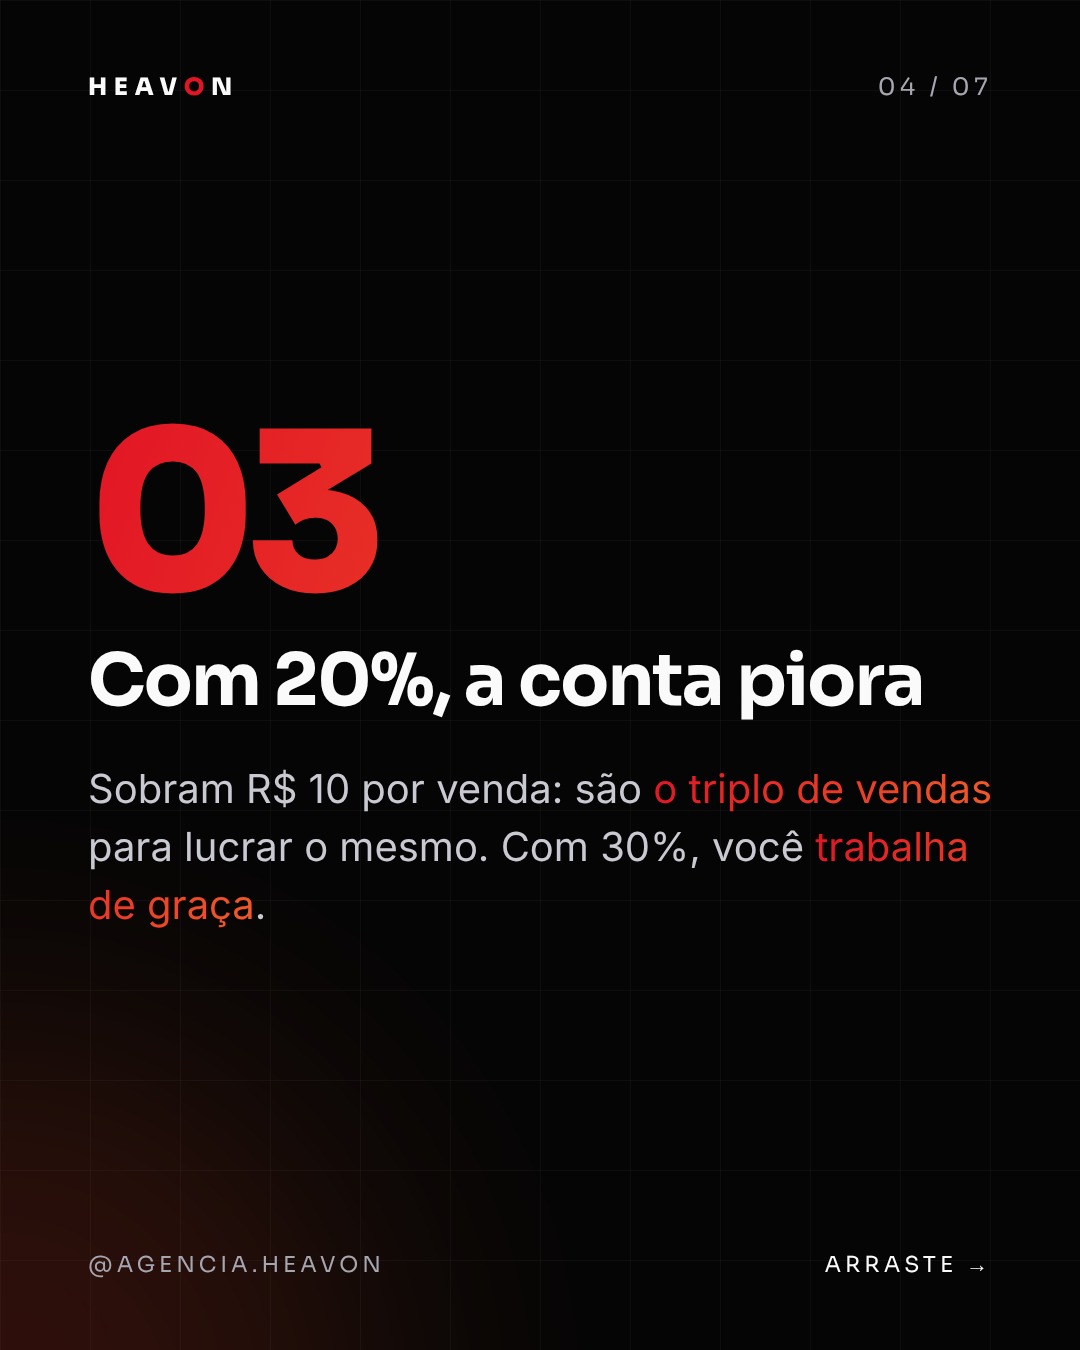 HEAVON
04 / 07
03
Com 20%, a conta piora
Sobram R$ 10 por venda: são o triplo de vendas
para lucrar o mesmo. Com 30%, você trabalha
de graça.
@AGENCIA.HEAVON
ARRASTE →